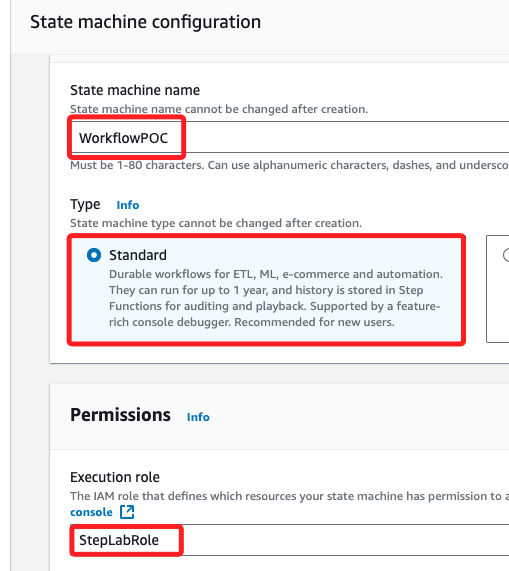 State machine configuration
State machine name
State machine name cannot be changed after creation.
WorkflowPOC
Must be 1-80 characters. Can use alphanumeric characters, dashes, and
Type Info
State machine type cannot be changed after creation.
Standard
Durable workflows for ETL, ML, e-commerce and automation.
They can run for up to 1 year, and history is stored in Step
Functions for auditing and playback. Supported by a feature-
rich console debugger. Recommended for new users.
Permissions Info
Execution role
The IAM role that defines which resources your state machine has permission to
console
StepLabRole